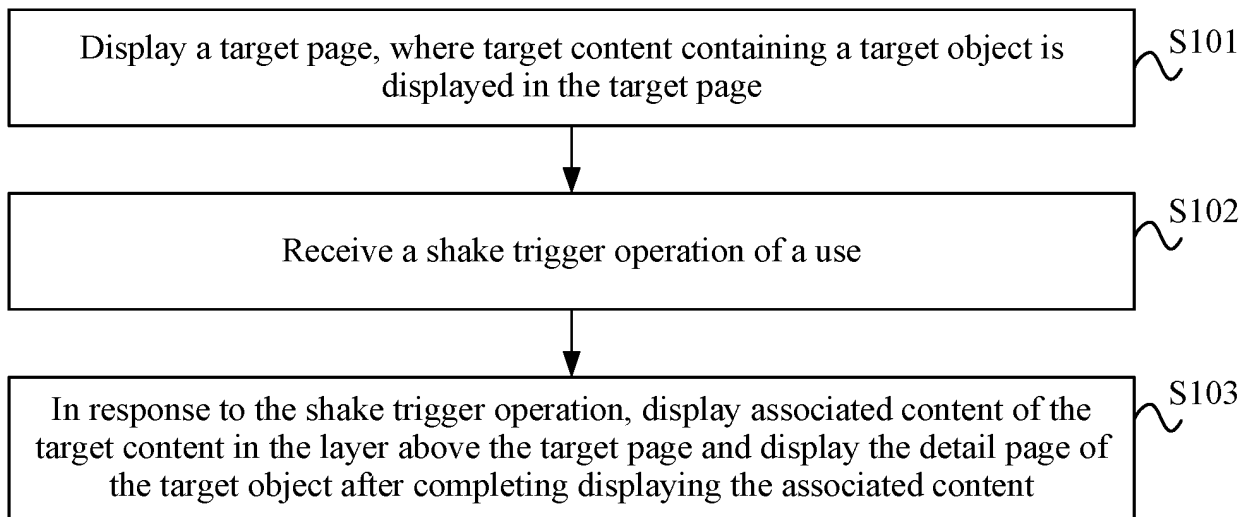 Display a target page, where target content containing a target object is
displayed in the target page
S101
Receive a shake trigger operation of a use
S102
In response to the shake trigger operation, display associated content of the
target content in the layer above the target page and display the detail page of
the target object after completing displaying the associated content
S103